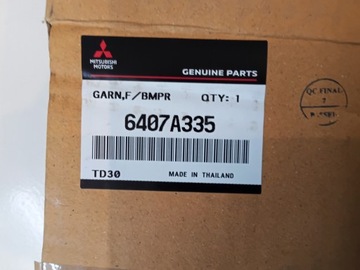 MITSUBISHI
MOTORS
GENUINE PARTS
GARN,F/BMPR QTY: 1
6407A335
TD30 MADE IN THAILAND
QC.FINAL